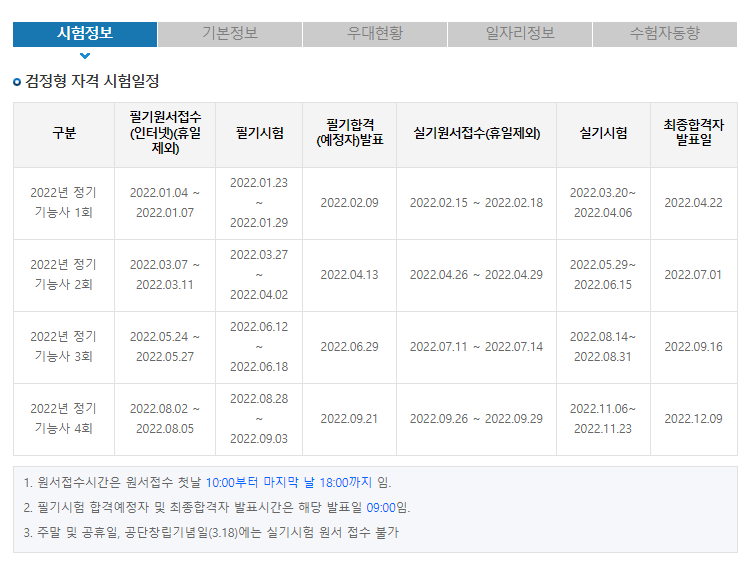 시험정보 기본정보 우대현황 일자리정보 수험자동향
검정형 자격 시험일정
구분 필기원서접수 (인터넷)(휴일 제외) 필기시험 필기합격 (예정자)발표 실기원서접수(휴일제외) 실기시험 최종합격자 발표일
2022년 정기 기능사 1회 2022.01.04 ~ 2022.01.07 2022.01.23 ~ 2022.01.29 2022.02.09 2022.02.15 ~ 2022.02.18 2022.03.20~ 2022.04.06 2022.04.22
2022년 정기 기능사 2회 2022.03.07 ~ 2022.03.11 2022.03.27 ~ 2022.04.02 2022.04.13 2022.04.26 ~ 2022.04.29 2022.05.29~ 2022.06.15 2022.07.01
2022년 정기 기능사 3회 2022.05.24 ~ 2022.05.27 2022.06.12 ~ 2022.06.18 2022.06.29 2022.07.11 ~ 2022.07.14 2022.08.14~ 2022.08.31 2022.09.16
2022년 정기 기능사 4회 2022.08.02 ~ 2022.08.05 2022.08.28 ~ 2022.09.03 2022.09.21 2022.09.26 ~ 2022.09.29 2022.11.06~ 2022.11.23 2022.12.09
1. 원서접수시간은 원서접수 첫날 10:00부터 마지막 날 18:00까지 임.
2. 필기시험 합격예정자 및 최종합격자 발표시간은 해당 발표일 09:00임.
3. 주말 및 공휴일, 공단창립기념일(3.18)에는 실기시험 원서 접수 불가